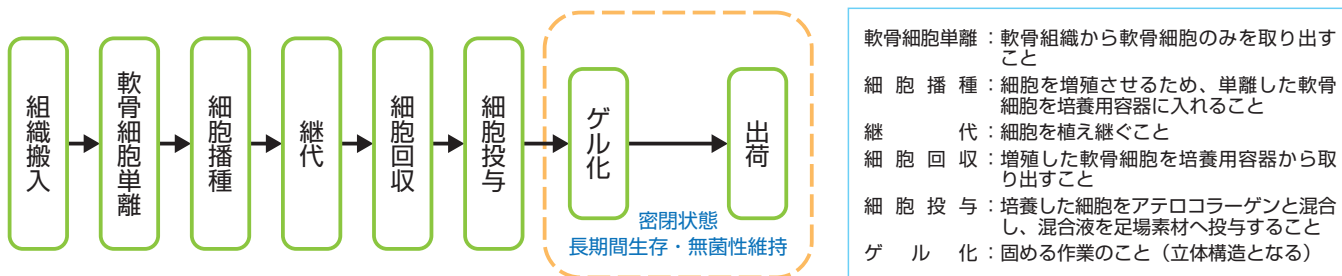 組織搬入
軟骨細胞単離
細胞播種
継代
細胞回収
細胞投与
ゲル化
出荷
密閉状態
長期間生存・無菌性維持
軟骨細胞単離:軟骨組織から軟骨細胞のみを取り出す
こと
細胞播種:細胞を増殖させるため、単離した軟骨
細胞を培養用容器に入れること
継代:細胞を植え継ぐこと
細胞回収:増殖した軟骨細胞を培養用容器から取
り出すこと
細胞投与:培養した細胞をアテロコラーゲンと混合
し、混合液を足場素材へ投与すること
ゲル化:固める作業のこと(立体構造となる)